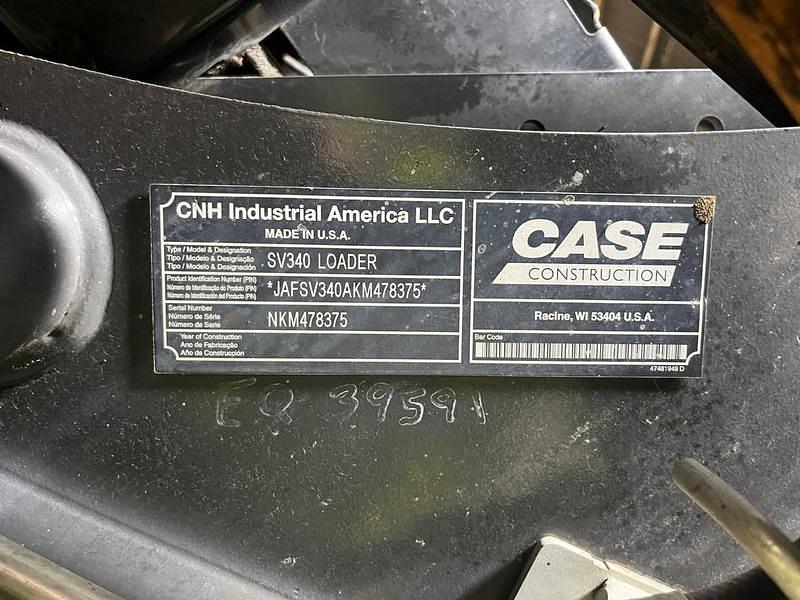 CNH Industrial America LLC
MADE IN U.S.A.
Type / Model & Designation
Tipo / Modelo & Designação
Tipo / Modelo & Designación
SV340 LOADER
Product Identification Number (PIN)
Número de Identificação do Produto (PIN)
Número de Identificación del Producto (PIN)
*JAFSV340AKM478375*
Serial Number
Número de Série
Número de Serie
NKM478375
Year of Construction
Ano de Fabricação
Año de Construcción
CASE
CONSTRUCTION
Racine, WI 53404 U.S.A.
Bar Code
47481949 D
EQ 39591